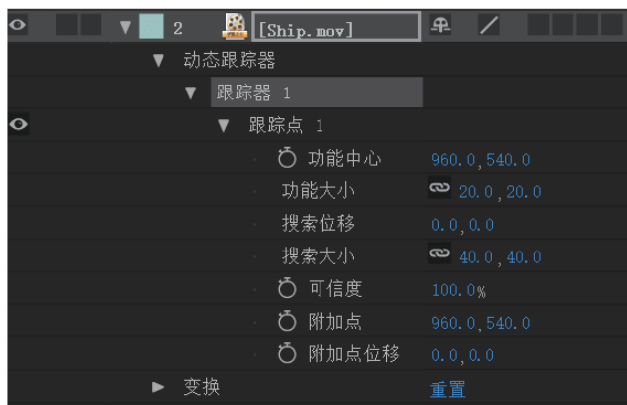 2 [Ship.mov]
动态跟踪器
跟踪器 1
跟踪点 1
功能中心 960.0,540.0
功能大小 20.0,20.0
搜索位移 0.0,0.0
搜索大小 40.0,40.0
可信度 100.0%
附加点 960.0,540.0
附加点位移 0.0,0.0
变换 重置